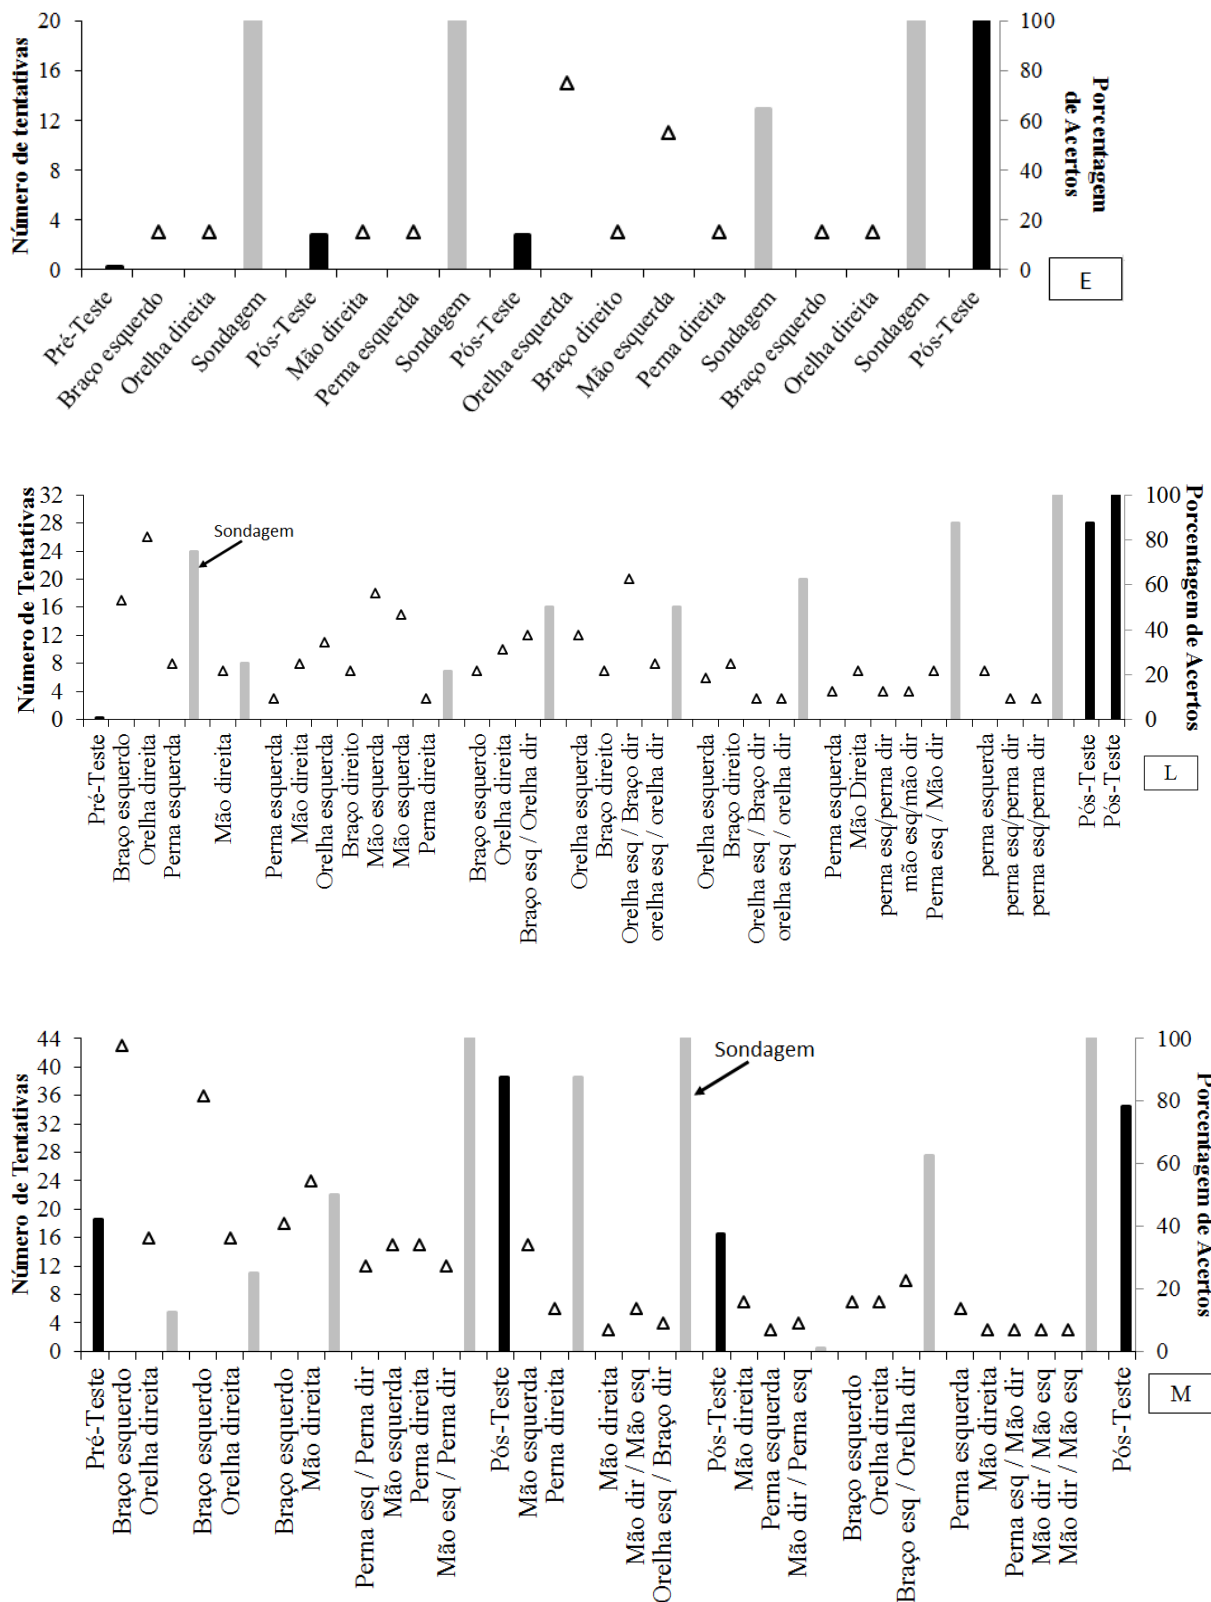 Número de tentativas
20
16
12
8
4
0
100
80
60
40
20
0
Porcentagem
de Acertos
E
Pré-Teste
Braço esquerdo
Orelha direita
Sondagem
Pós-Teste
Mão direita
Perna esquerda
Sondagem
Pós-Teste
Orelha esquerda
Braço direito
Mão esquerda
Perna direita
Sondagem
Braço esquerdo
Orelha direita
Sondagem
Pós-Teste
Número de Tentativas
32
28
24
20
16
12
8
4
0
Sondagem
100
80
60
40
20
0
Porcentagem de Acertos
L
Pré-Teste
Braço esquerdo
Orelha direita
Perna esquerda
Mão direita
Perna esquerda
Mão direita
Orelha esquerda
Braço direito
Mão esquerda
Mão esquerda
Perna direita
Braço esquerdo
Orelha direita
Braço esq / Orelha dir
Orelha esquerda
Braço direito
Orelha esq / Braço dir
orelha esq / orelha dir
Orelha esquerda
Braço direito
Orelha esq / Braço dir
orelha esq / orelha dir
Perna esquerda
Mão Direita
perna esq/perna dir
mão esq/mão dir
Perna esq / Mão dir
perna esquerda
perna esq/perna dir
perna esq/perna dir
Pós-Teste
Pós-Teste
Número de Tentativas
44
40
36
32
28
24
20
16
12
8
4
0
Sondagem
100
80
60
40
20
0
Porcentagem de Acertos
M
Pré-Teste
Braço esquerdo
Orelha direita
Braço esquerdo
Orelha direita
Braço esquerdo
Mão direita
Perna esq / Perna dir
Mão esquerda
Perna direita
Mão esq / Perna dir
Pós-Teste
Mão esquerda
Perna direita
Mão direita
Mão dir / Mão esq
Orelha esq / Braço dir
Pós-Teste
Mão direita
Perna esquerda
Mão dir / Perna esq
Braço esquerdo
Orelha direita
Braço esq / Orelha dir
Perna esquerda
Mão direita
Perna esq / Mão dir
Mão dir / Mão esq
Mão dir / Mão esq
Pós-Teste